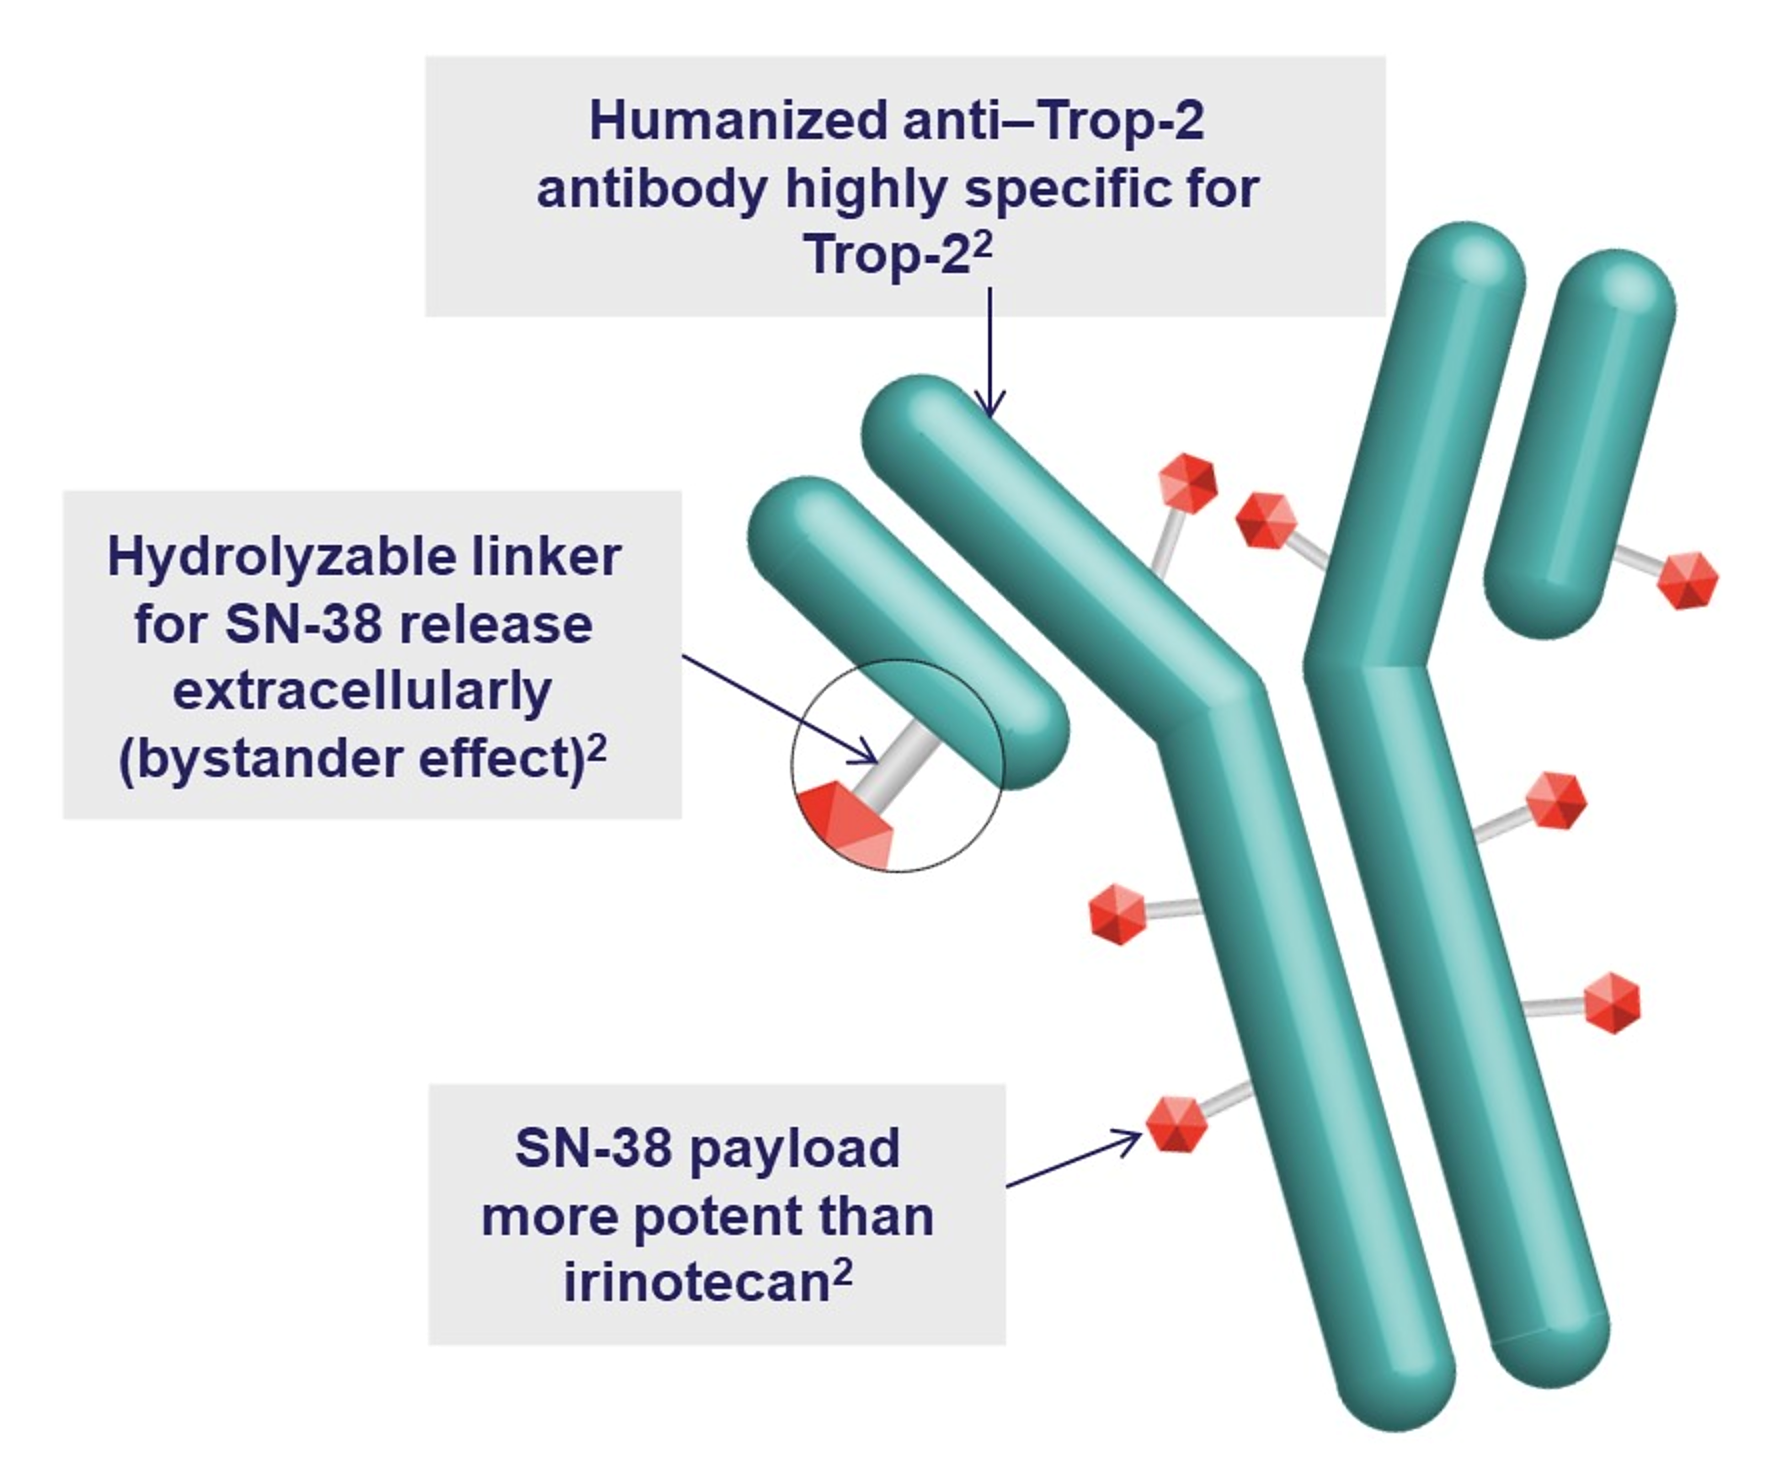 Humanized anti–Trop-2
antibody highly specific for
Trop-2²
Hydrolyzable linker
for SN-38 release
extracellularly
(bystander effect)²
SN-38 payload
more potent than
irinotecan²